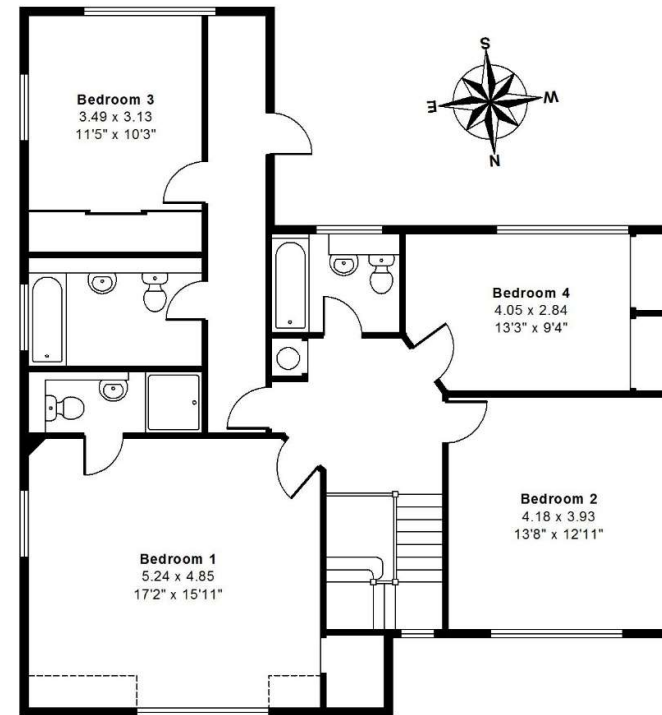 Bedroom 3
3.49 x 3.13
11'5" x 10'3"
S
E
W
N
Bedroom 4
4.05 x 2.84
13'3" x 9'4"
Bedroom 2
4.18 x 3.93
13'8" x 12'11"
Bedroom 1
5.24 x 4.85
17'2" x 15'11"